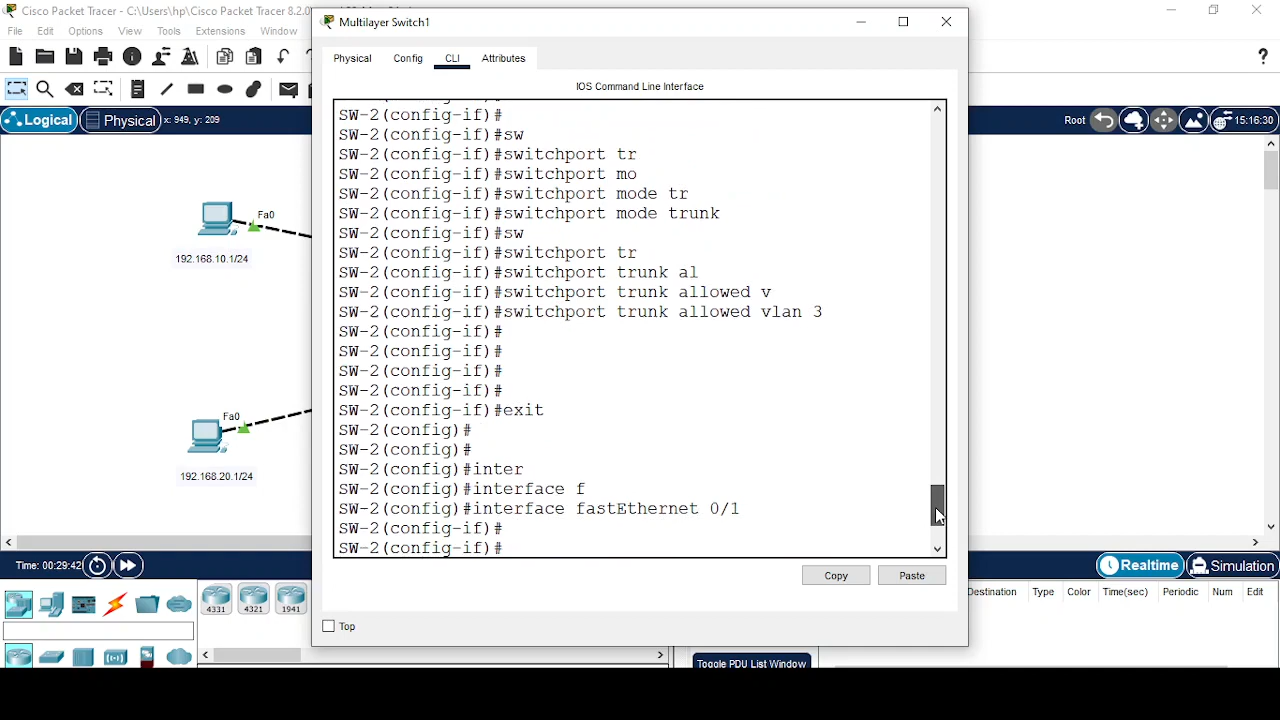 Cisco Packet Tracer - C:\Users\hp\Cisco Packet Tracer 8.2.0
File Edit Options View Tools Extensions Window
Logical Physical x: 949, y: 209
Root 15:16:30
Multilayer Switch1
Physical Config CLI Attributes
IOS Command Line Interface
SW-2(config-if)#
SW-2(config-if)#sw
SW-2(config-if)#switchport tr
SW-2(config-if)#switchport mo
SW-2(config-if)#switchport mode tr
SW-2(config-if)#switchport mode trunk
SW-2(config-if)#sw
SW-2(config-if)#switchport tr
SW-2(config-if)#switchport trunk al
SW-2(config-if)#switchport trunk allowed v
SW-2(config-if)#switchport trunk allowed vlan 3
SW-2(config-if)#
SW-2(config-if)#
SW-2(config-if)#
SW-2(config-if)#
SW-2(config-if)#exit
SW-2(config)#
SW-2(config)#
SW-2(config)#inter
SW-2(config)#interface f
SW-2(config)#interface fastEthernet 0/1
SW-2(config-if)#
SW-2(config-if)#
Copy Paste
Top
Fa0
192.168.10.1/24
Fa0
192.168.20.1/24
Time: 00:29:42
Realtime Simulation
4331 4321 1941
Destination Type Color Time(sec) Periodic Num Edit
Toggle PDU List Window